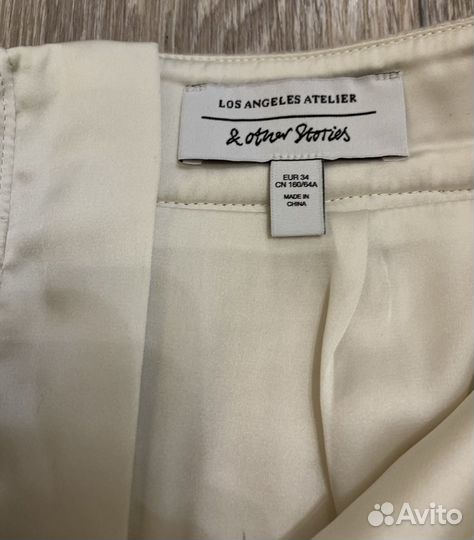 LOS ANGELES ATELIER
& other Stories
EUR 34
CN 160/64A
MADE IN
CHINA
Avito